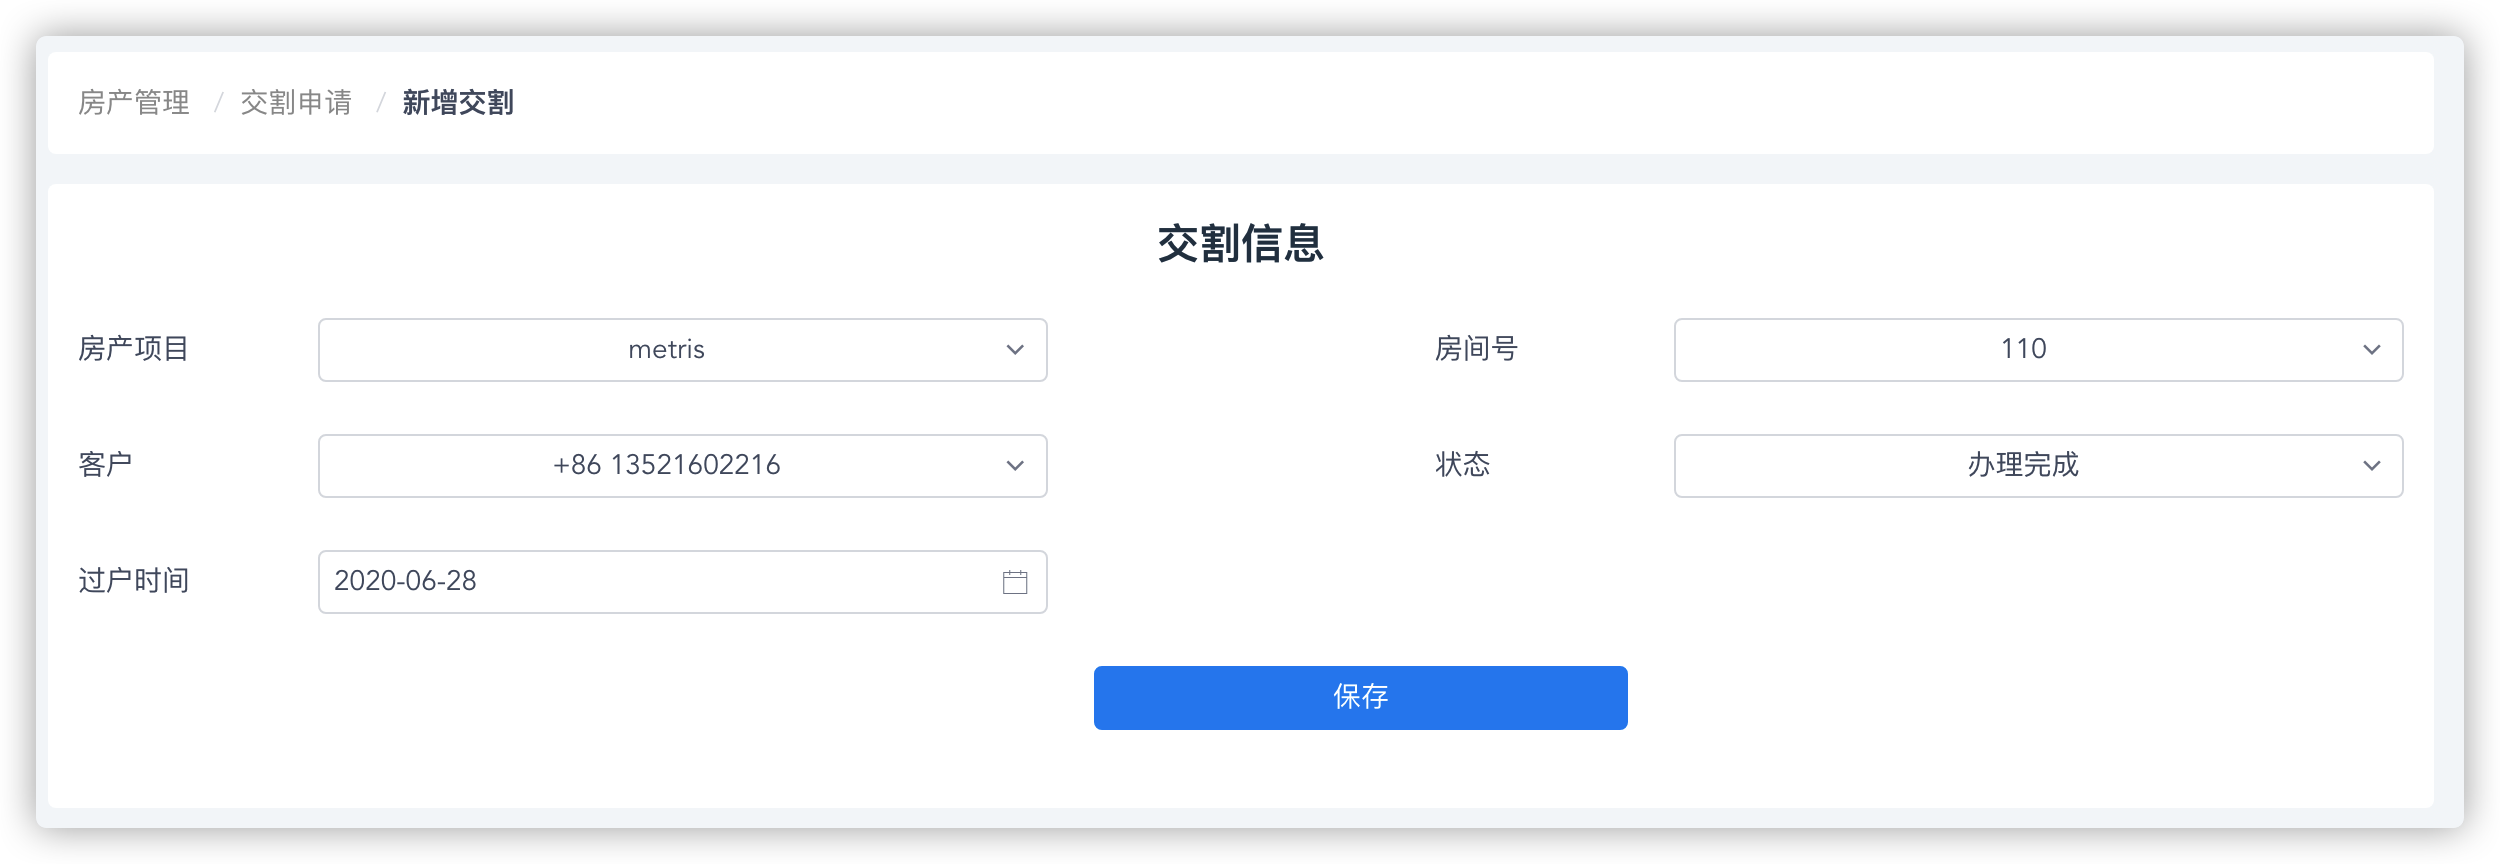 房产管理 / 交割申请 / 新增交割
交割信息
房产项目 metris 房间号 110
客户 +86 13521602216 状态 办理完成
过户时间 2020-06-28
保存